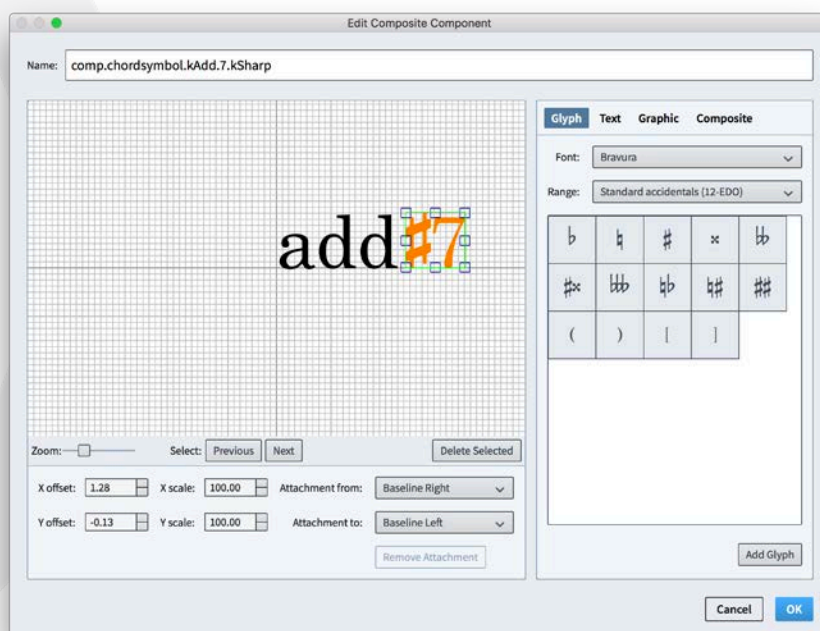 Edit Composite Component
Name: comp.chordsymbol.kAdd.7.kSharp
add♯7
Zoom: Select: Previous Next Delete Selected
X offset: 1.28 X scale: 100.00 Attachment from: Baseline Right
Y offset: -0.13 Y scale: 100.00 Attachment to: Baseline Left
Remove Attachment
Glyph Text Graphic Composite
Font: Bravura
Range: Standard accidentals (12-EDO)
♭ ♮ ♯ 𝄪 𝄫
♯𝄪 ♭♭♭ ♮♭ ♮♯ ♯♯
( ) [ ]
Add Glyph
Cancel OK